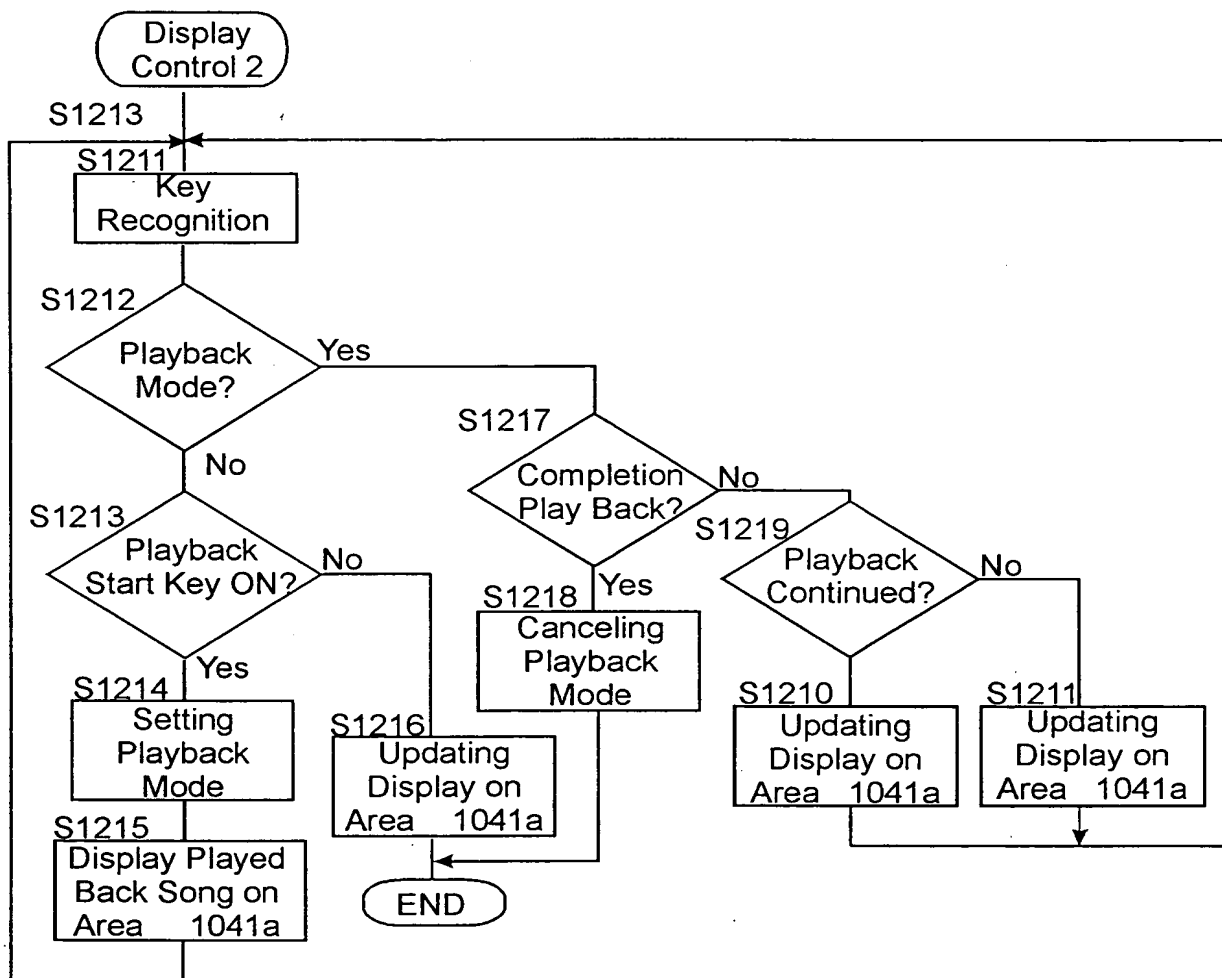 Display
Control 2
S1213
S1211
Key
Recognition
S1212
Playback
Mode?
Yes
No
S1213
Playback
Start Key ON?
No
Yes
S1214
Setting
Playback
Mode
S1215
Display Played
Back Song on
Area 1041a
S1216
Updating
Display on
Area 1041a
END
S1217
Completion
Play Back?
No
Yes
S1218
Canceling
Playback
Mode
S1219
Playback
Continued?
No
S1210
Updating
Display on
Area 1041a
S1211
Updating
Display on
Area 1041a